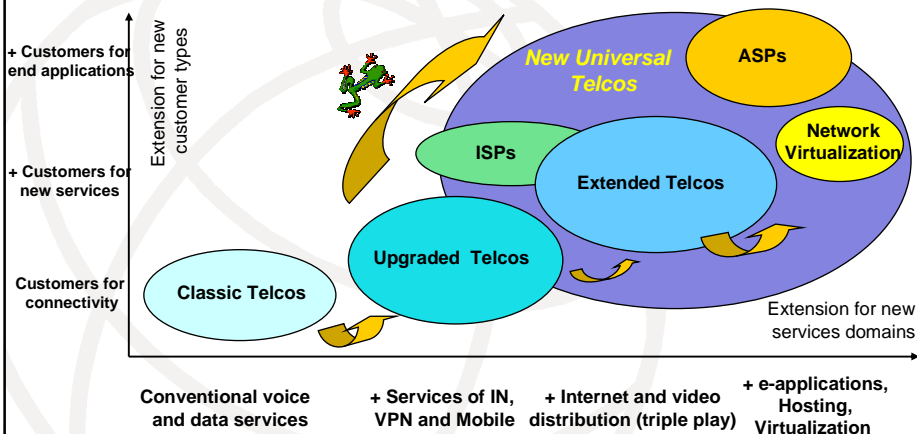 + Customers for
end applications
+ Customers for
new services
Customers for
connectivity
Extension for new
customer types
New Universal
Telcos
ASPs
Network
Virtualization
ISPs
Extended Telcos
Upgraded Telcos
Classic Telcos
Extension for new
services domains
Conventional voice
and data services
+ Services of IN,
VPN and Mobile
+ Internet and video
distribution (triple play)
+ e-applications,
Hosting,
Virtualization